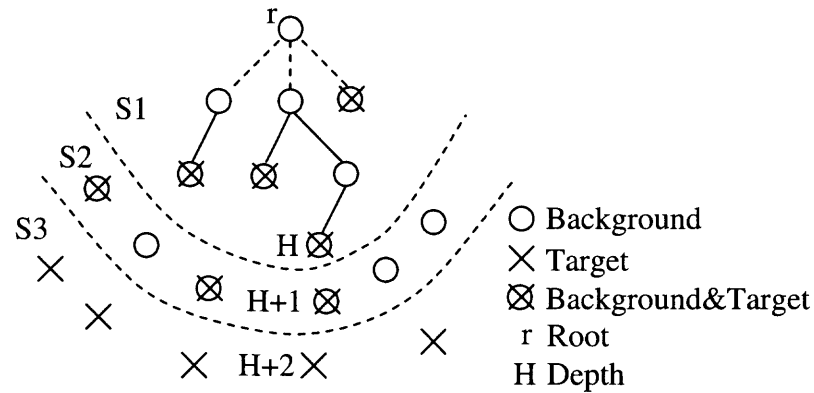 r
S1
S2
S3
H
H+1
H+2
Background
Target
Background&Target
r Root
H Depth